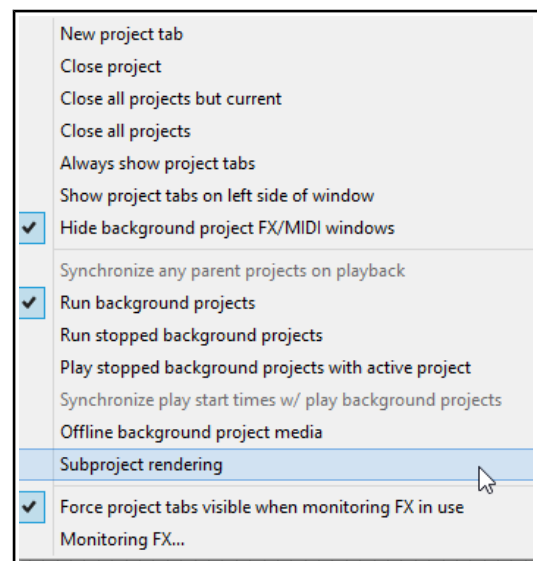 New project tab
Close project
Close all projects but current
Close all projects
Always show project tabs
Show project tabs on left side of window
Hide background project FX/MIDI windows
Synchronize any parent projects on playback
Run background projects
Run stopped background projects
Play stopped background projects with active project
Synchronize play start times w/ play background projects
Offline background project media
Subproject rendering
Force project tabs visible when monitoring FX in use
Monitoring FX...